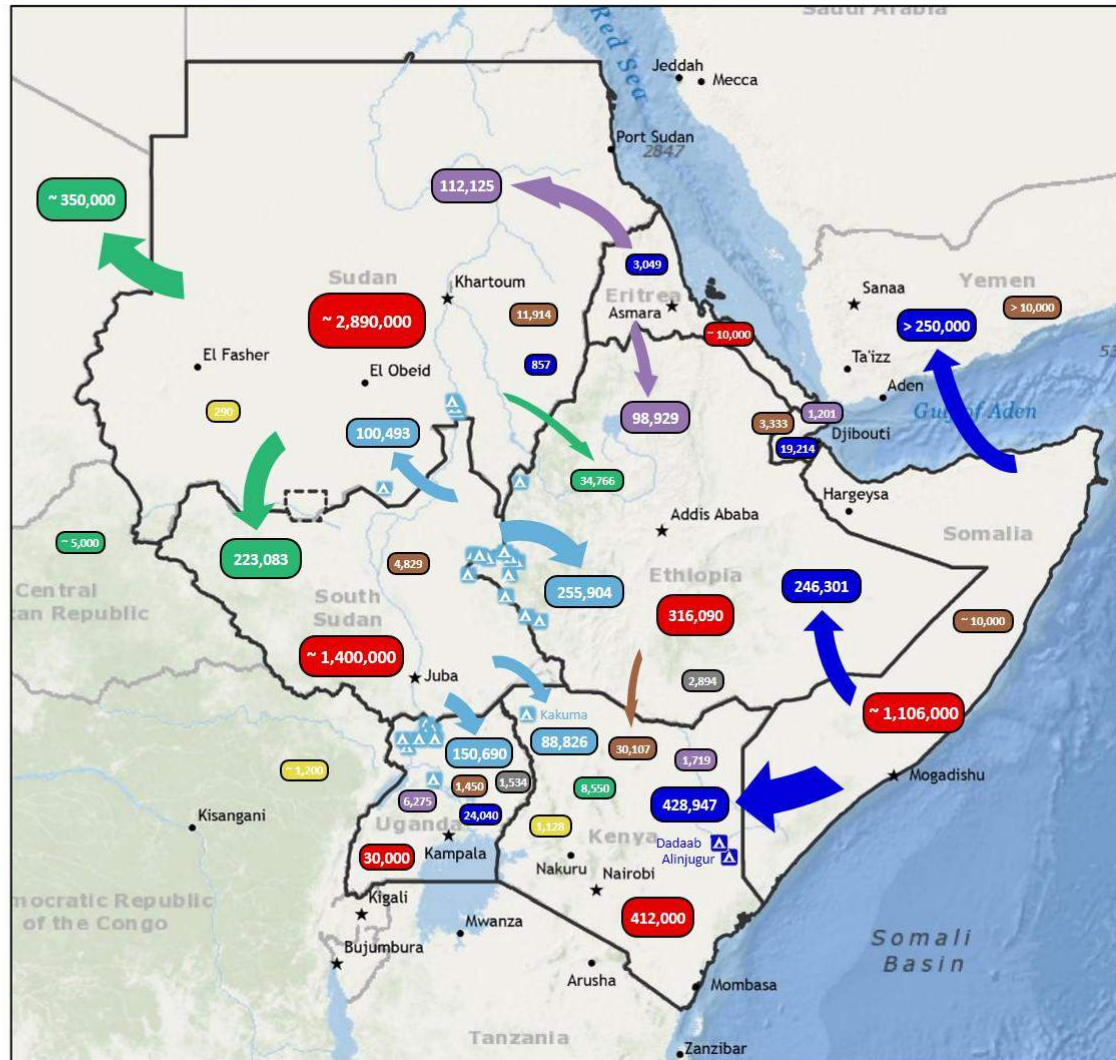 Saudi Arabia
Red Sea
Jeddah
Mecca
Port Sudan
2847
~ 350,000
112,125
3,049
Sudan
Khartoum
Eritrea
Asmara
Sanaa
Yemen
> 10,000
~ 2,890,000
11,914
~ 10,000
> 250,000
El Fasher
857
Ta'izz
El Obeid
Aden
53
290
100,493
98,929
1,201
Gulf of Aden
3,333
Djibouti
19,214
34,766
Hargeysa
Addis Ababa
Somalia
~ 5,000
223,083
4,829
Ethiopia
255,904
246,301
Central
can Republic
South
Sudan
316,090
~ 10,000
~ 1,400,000
Juba
2,894
~ 1,106,000
Kakuma
150,690
88,826
30,107
1,719
~ 1,200
1,450
1,534
8,550
Mogadishu
6,275
428,947
Kisangani
24,040
Uganda
1,128
Kenya
Dadaab
Alinjugur
30,000
Kampala
Nakuru
Nairobi
mocratic Republic
of the Congo
Kigali
412,000
Mwanza
Bujumbura
Somali
Basin
Arusha
Mombasa
Tanzania
Zanzibar